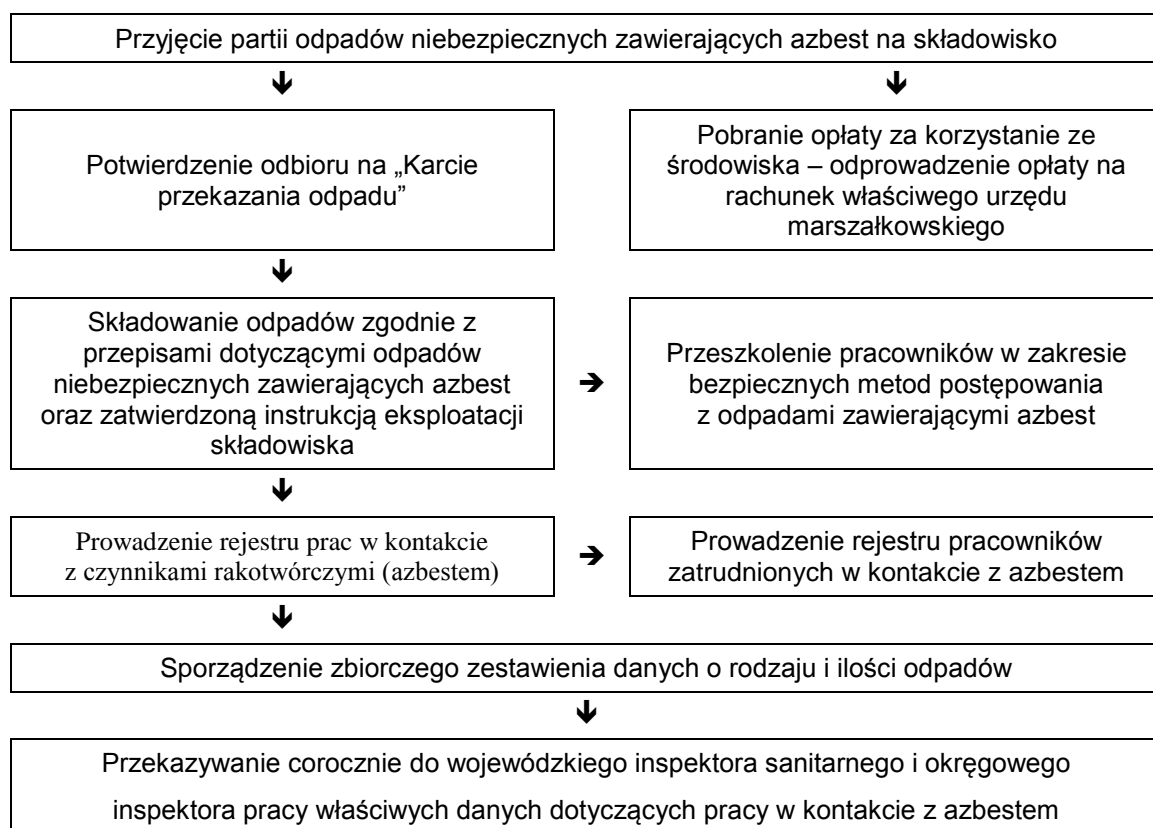 Przyjęcie partii odpadów niebezpiecznych zawierających azbest na składowisko
Potwierdzenie odbioru na „Karcie
przekazania odpadu”
Pobranie opłaty za korzystanie ze
środowiska – odprowadzenie opłaty na
rachunek właściwego urzędu
marszałkowskiego
Składowanie odpadów zgodnie z
przepisami dotyczącymi odpadów
niebezpiecznych zawierających azbest
oraz zatwierdzoną instrukcją eksploatacji
składowiska
Przeszkolenie pracowników w zakresie
bezpiecznych metod postępowania
z odpadami zawierającymi azbest
Prowadzenie rejestru prac w kontakcie
z czynnikami rakotwórczymi (azbestem)
Prowadzenie rejestru pracowników
zatrudnionych w kontakcie z azbestem
Sporządzenie zbiorczego zestawienia danych o rodzaju i ilości odpadów
Przekazywanie corocznie do wojewódzkiego inspektora sanitarnego i okręgowego
inspektora pracy właściwych danych dotyczących pracy w kontakcie z azbestem